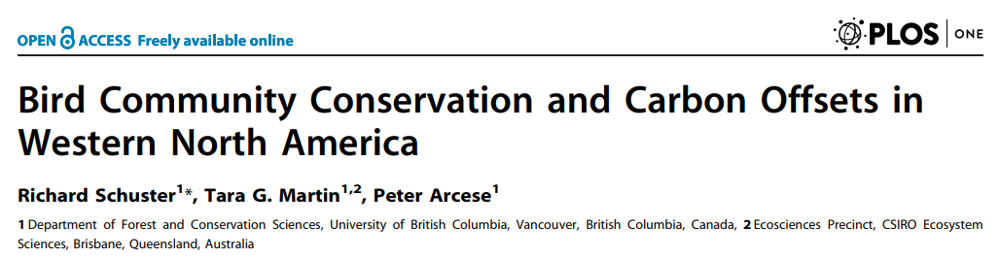 OPEN ACCESS Freely available online
PLOS ONE
Bird Community Conservation and Carbon Offsets in
Western North America
Richard Schuster1*, Tara G. Martin1,2, Peter Arcese1
1 Department of Forest and Conservation Sciences, University of British Columbia, Vancouver, British Columbia, Canada, 2 Ecosciences Precinct, CSIRO Ecosystem
Sciences, Brisbane, Queensland, Australia